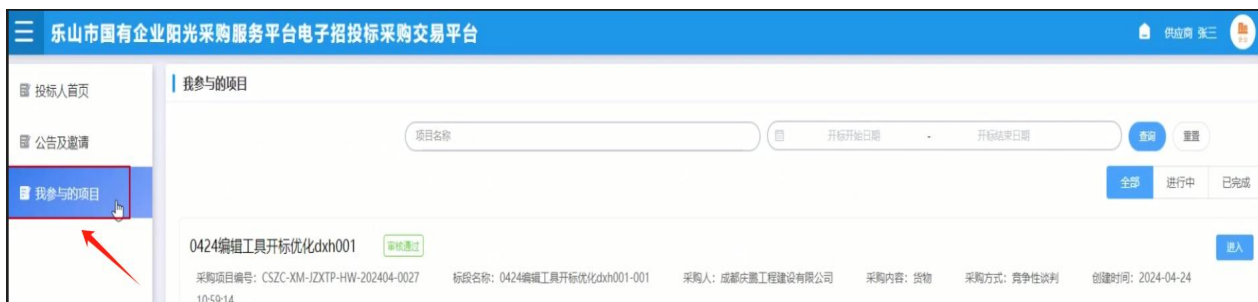 乐山市国有企业阳光采购服务平台电子招投标采购交易平台
供应商 张三
投标人首页
公告及邀请
我参与的项目
我参与的项目
项目名称
开标开始日期 - 开标结束日期
查询 重置
全部 进行中 已完成
0424编辑工具开标优化dxh001 审核通过
进入
采购项目编号：CSZC-XM-JZXTP-HW-202404-0027 标段名称：0424编辑工具开标优化dxh001-001 采购人：成都庆鹏工程建设有限公司 采购内容：货物 采购方式：竞争性谈判 创建时间：2024-04-24
10:59:14